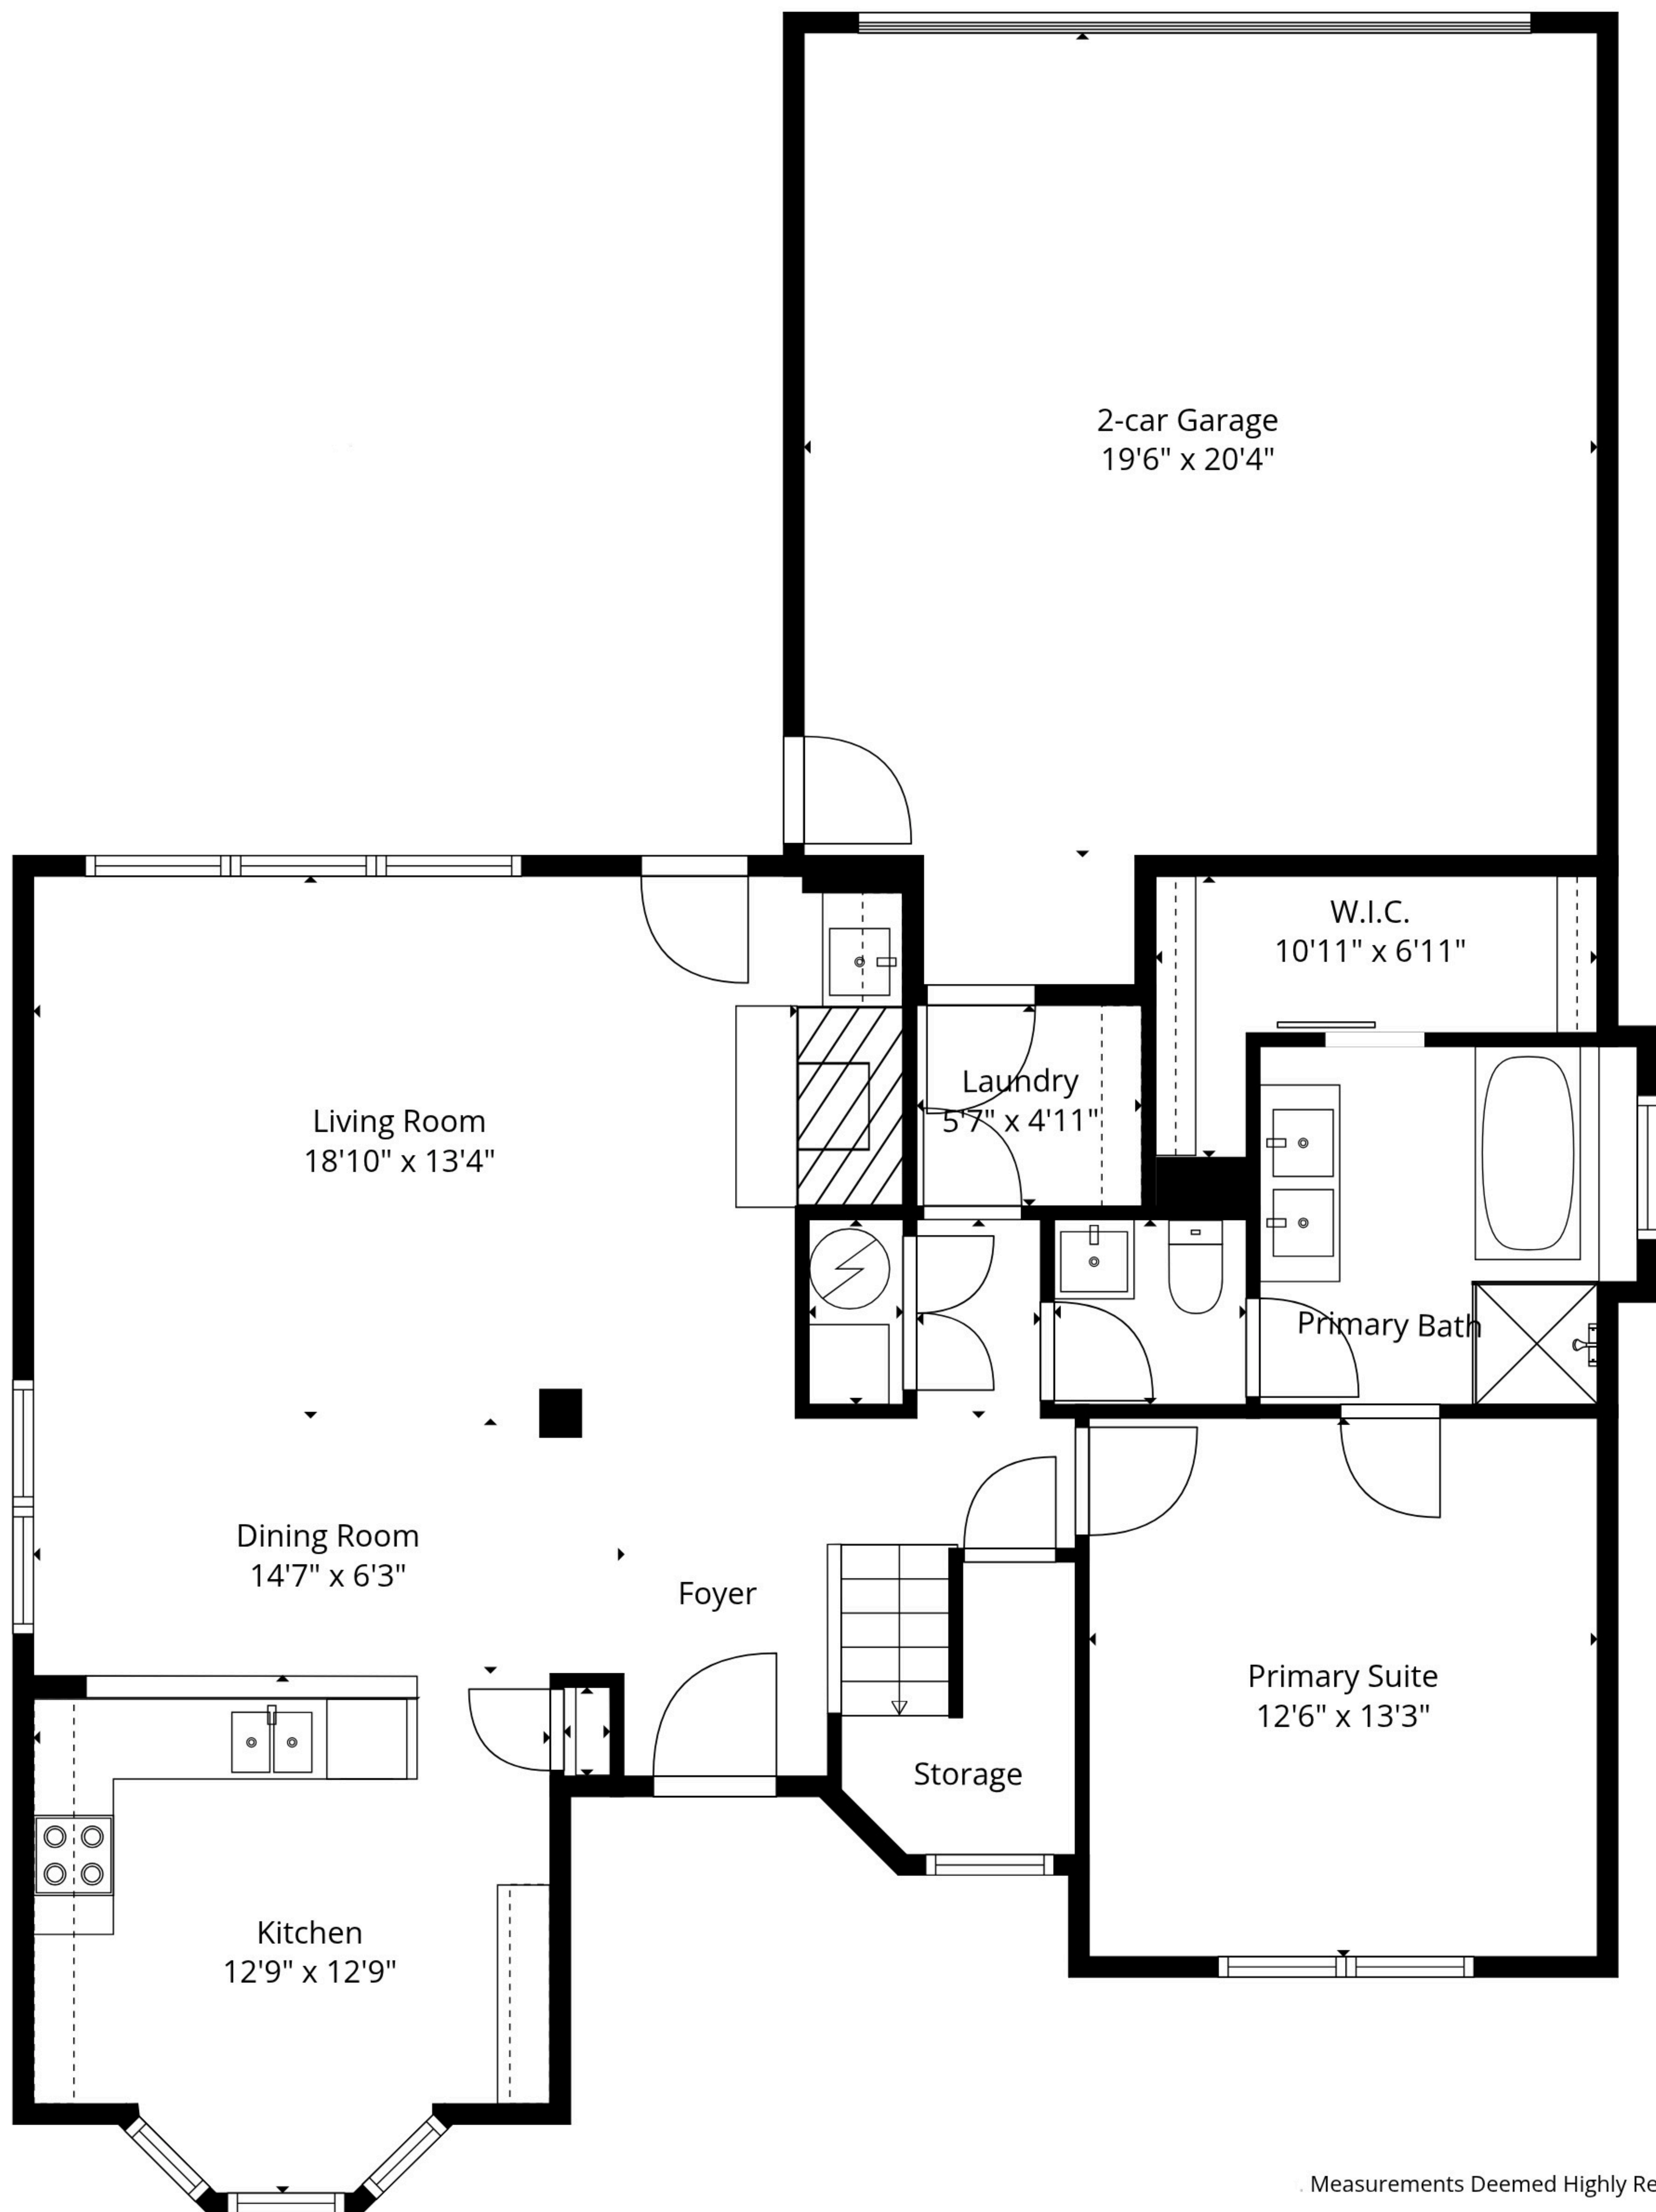 2-car Garage
19'6" x 20'4"
W.I.C.
10'11" x 6'11"
Laundry
5'7" x 4'11"
Living Room
18'10" x 13'4"
Primary Bath
Dining Room
14'7" x 6'3"
Foyer
Primary Suite
12'6" x 13'3"
Storage
Kitchen
12'9" x 12'9"
. Measurements Deemed Highly Re